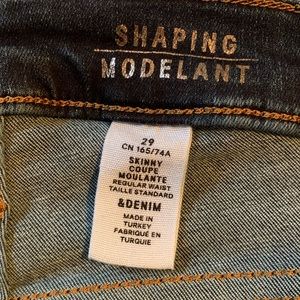 SHAPING
MODELANT
29
CN 165/74A
SKINNY
COUPE
MOULANTE
REGULAR WAIST
TAILLE STANDARD
&DENIM
MADE IN
TURKEY
FABRIQUÉ EN
TURQUIE